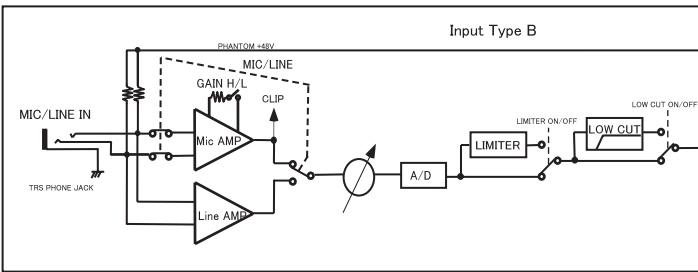 Input Type B
PHANTOM +48V
MIC/LINE
GAIN H/L
CLIP
MIC/LINE IN
Mic AMP
LIMITER ON/OFF
LOW CUT ON/OFF
LIMITER
LOW CUT
A/D
TRS PHONE JACK
Line AMP